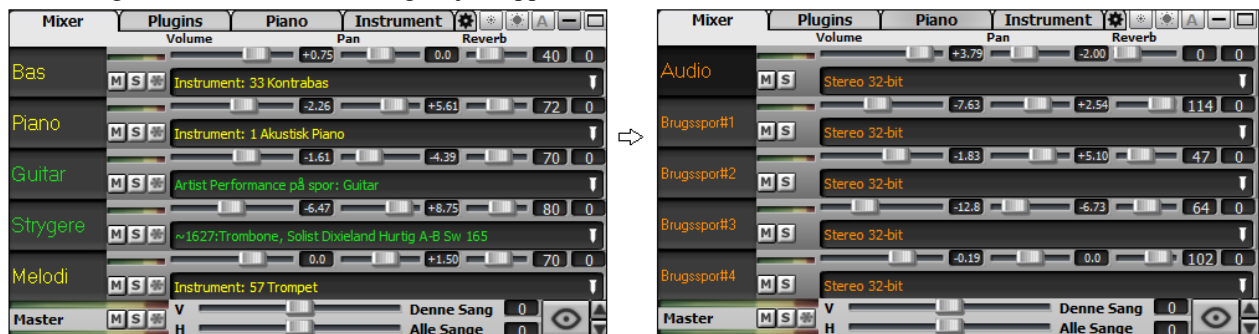 Mixer Plugins Piano Instrument A
Volume Pan Reverb
Bas +0.75 0.0 40 0
M S Instrument: 33 Kontrabas
Piano -2.26 +5.61 72 0
M S Instrument: 1 Akustisk Piano
Guitar -1.61 -4.39 70 0
M S Artist Performance på spor: Guitar
Strygere -6.47 +8.75 80 0
M S ~1627:Trombone, Solist Dixieland Hurtig A-B Sw 165
Melodi 0.0 +1.50 70 0
M S Instrument: 57 Trompet
Master M S V Denne Sang 0
H Alle Sange 0
Mixer Plugins Piano Instrument A
Volume Pan Reverb
Audio +3.79 -2.00 0 0
M S Stereo 32-bit
Brugsspor#1 -7.63 +2.54 114 0
M S Stereo 32-bit
Brugsspor#2 -1.83 +5.10 47 0
M S Stereo 32-bit
Brugsspor#3 -12.8 -6.73 64 0
M S Stereo 32-bit
Brugsspor#4 -0.19 0.0 102 0
M S Stereo 32-bit
Master M S V Denne Sang 0
H Alle Sange 0